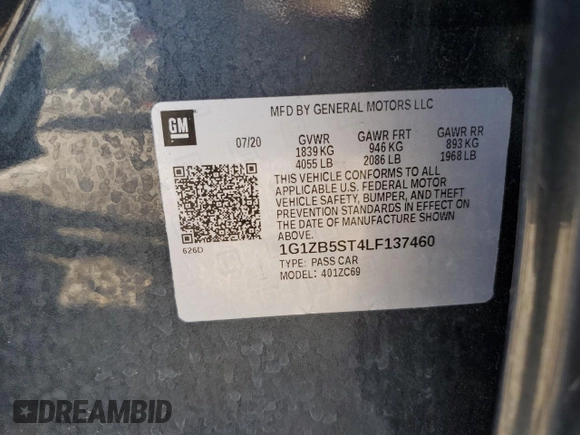 MFD BY GENERAL MOTORS LLC
GM
07/20 GVWR GAWR FRT GAWR RR
1839 KG 946 KG 893 KG
4055 LB 2086 LB 1968 LB
THIS VEHICLE CONFORMS TO ALL
APPLICABLE U.S. FEDERAL MOTOR
VEHICLE SAFETY, BUMPER, AND THEFT
PREVENTION STANDARDS IN EFFECT ON
THE DATE OF MANUFACTURE SHOWN
ABOVE.
626D
1G1ZB5ST4LF137460
TYPE: PASS CAR
MODEL: 401ZC69
DREAMBID